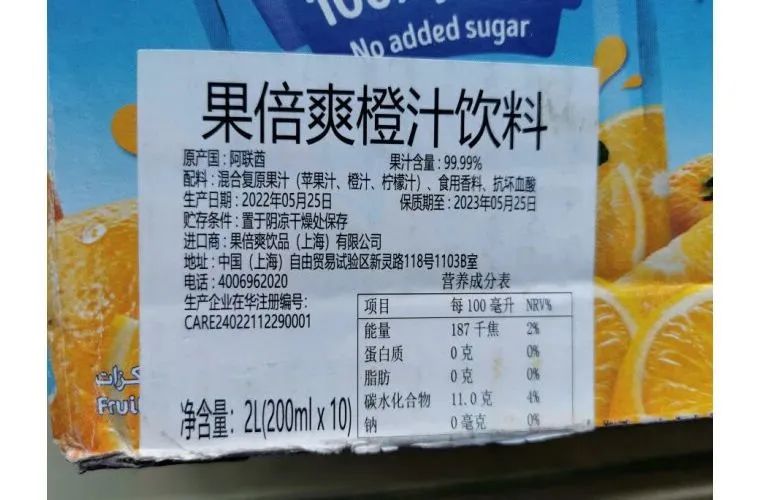 No added sugar
果倍爽橙汁饮料
原产国：阿联酋 果汁含量：99.99%
配料：混合复原果汁（苹果汁、橙汁、柠檬汁）、食用香料、抗坏血酸
生产日期：2022年05月25日 保质期至：2023年05月25日
贮存条件：置于阴凉干燥处保存
进口商：果倍爽饮品（上海）有限公司
地址：中国（上海）自由贸易试验区新灵路118号1103B室
电话：4006962020
生产企业在华注册编号：
CARE24022112290001
营养成分表
项目 每 100 毫升 NRV%
能量 187 千焦 2%
蛋白质 0 克 0%
脂肪 0 克 0%
碳水化合物 11.0 克 4%
钠 0 毫克 0%
净含量：2L(200ml x 10)